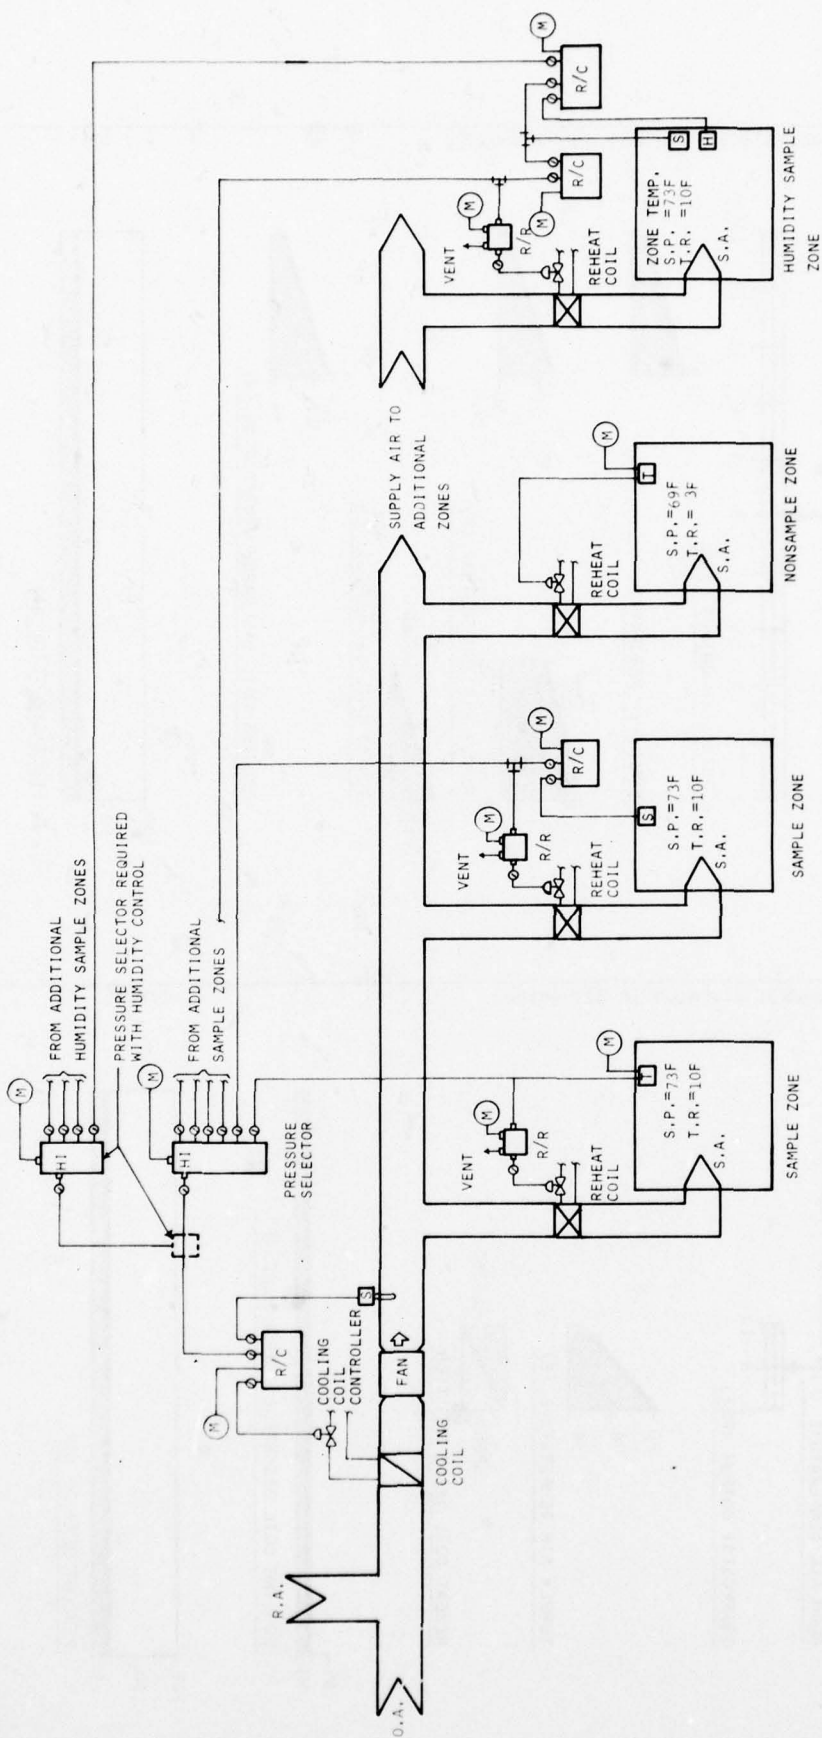 M
HI
FROM ADDITIONAL
HUMIDITY SAMPLE ZONES
PRESSURE SELECTOR REQUIRED
WITH HUMIDITY CONTROL
M
HI
FROM ADDITIONAL
SAMPLE ZONES
PRESSURE
SELECTOR
M
R/C
S
COOLING
COIL
CONTROLLER
R.A.
O.A.
COOLING
COIL
FAN
SUPPLY AIR TO
ADDITIONAL
ZONES
VENT
M
R/R
REHEAT
COIL
M
T
S.P.=73F
T.R.=10F
S.A.
SAMPLE ZONE
VENT
M
R/R
REHEAT
COIL
M
R/C
S
S.P.=73F
T.R.=10F
S.A.
SAMPLE ZONE
REHEAT
COIL
M
T
S.P.=69F
T.R.= 3F
S.A.
NONSAMPLE ZONE
VENT
M
R/R
REHEAT
COIL
M
R/C
M
R/C
S
H
ZONE TEMP.
S.P. =73F
T.R. =10F
S.A.
HUMIDITY SAMPLE
ZONE